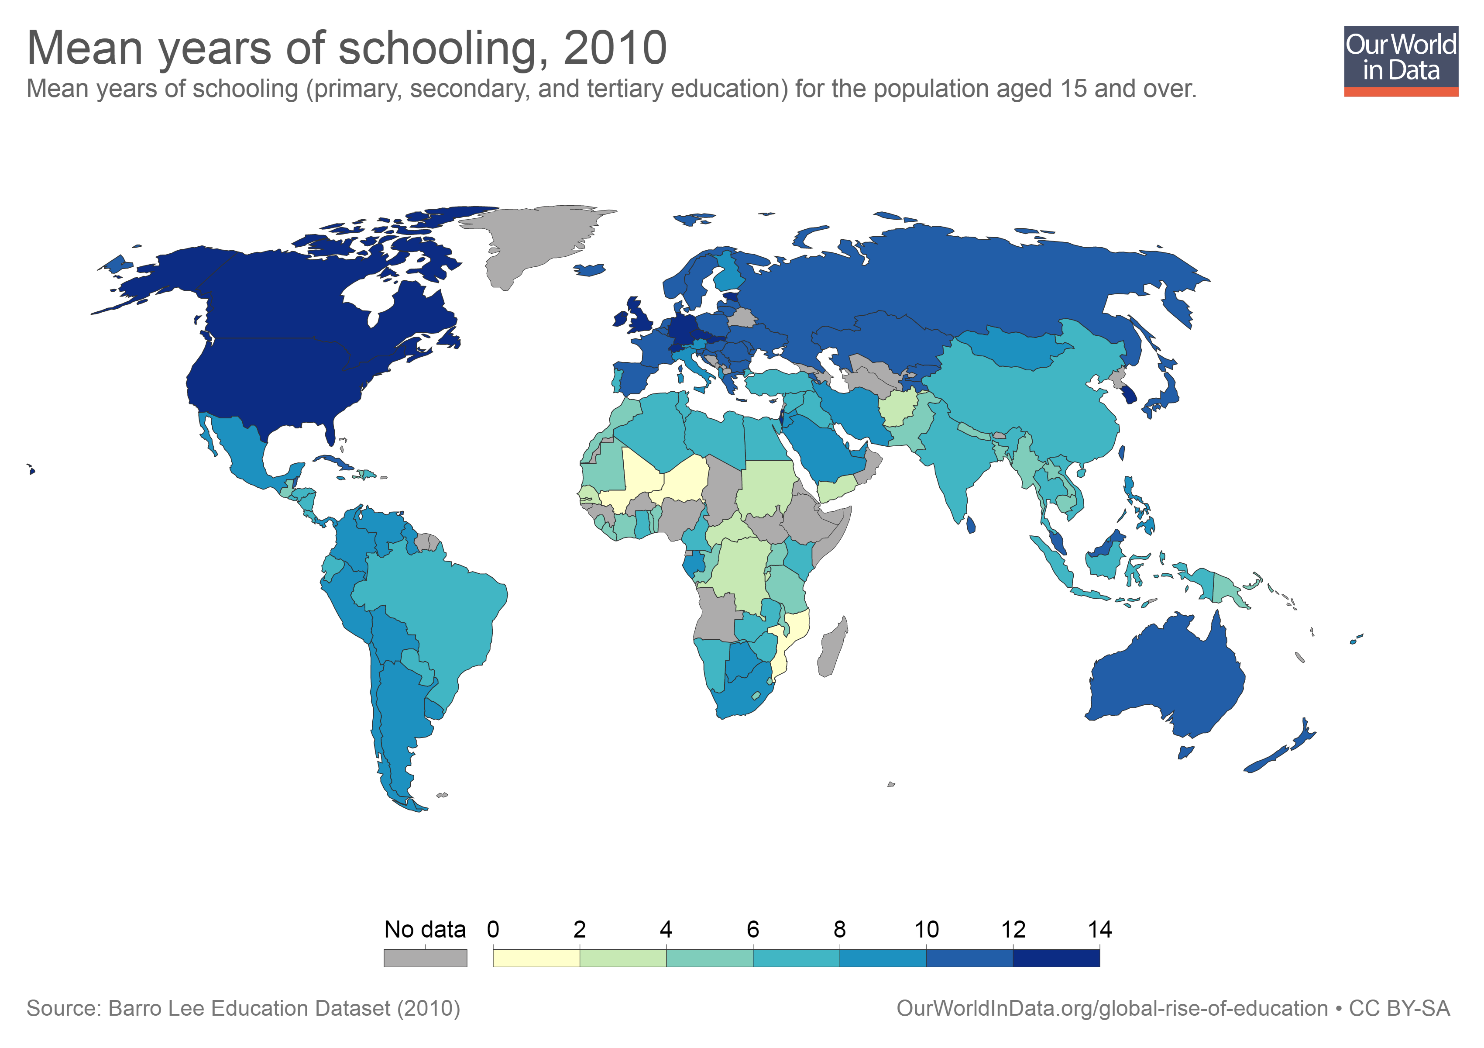 Mean years of schooling, 2010
Mean years of schooling (primary, secondary, and tertiary education) for the population aged 15 and over.
Our World
in Data
No data 0 2 4 6 8 10 12 14
Source: Barro Lee Education Dataset (2010)
OurWorldInData.org/global-rise-of-education • CC BY-SA